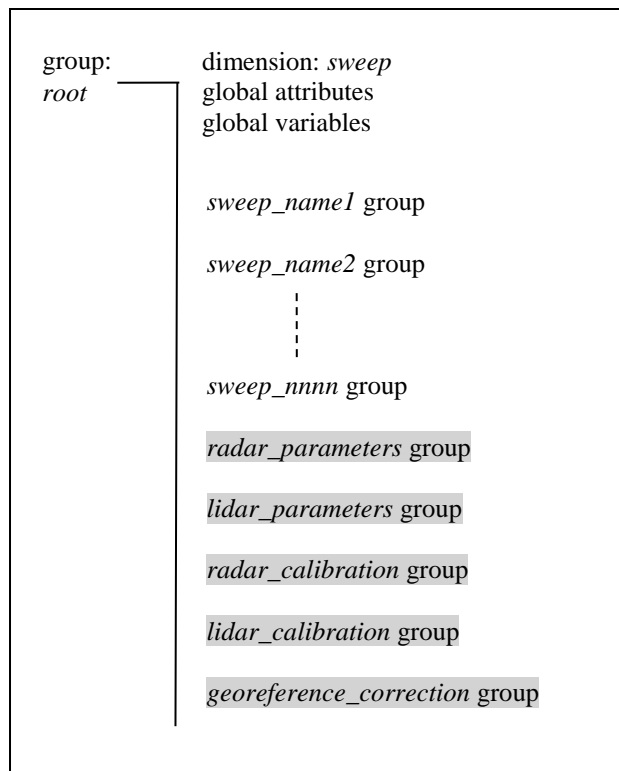 group:
root
dimension: sweep
global attributes
global variables
sweep_name1 group
sweep_name2 group
sweep_nnnn group
radar_parameters group
lidar_parameters group
radar_calibration group
lidar_calibration group
georeference_correction group